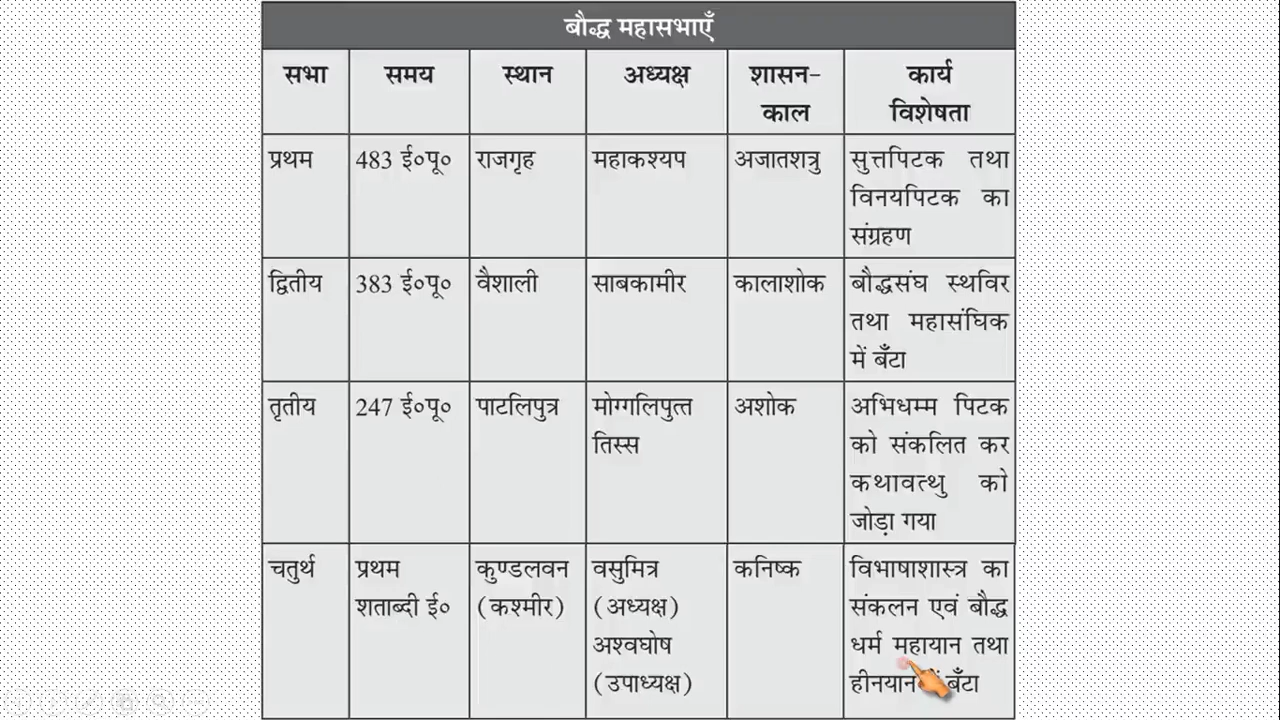 बौद्ध महासभाएँ
सभा समय स्थान अध्यक्ष शासन- कार्य
काल विशेषता
प्रथम 483 ई०पू० राजगृह महाकश्यप अजातशत्रु सुत्तपिटक तथा
विनयपिटक का
संग्रहण
द्वितीय 383 ई०पू० वैशाली साबकामीर कालाशोक बौद्धसंघ स्थविर
तथा महासंघिक
में बँटा
तृतीय 247 ई०पू० पाटलिपुत्र मोग्गलिपुत्त अशोक अभिधम्म पिटक
तिस्स को संकलित कर
कथावत्थु को
जोड़ा गया
चतुर्थ प्रथम कुण्डलवन वसुमित्र कनिष्क विभाषाशास्त्र का
शताब्दी ई० (कश्मीर) (अध्यक्ष) संकलन एवं बौद्ध
अश्वघोष धर्म महायान तथा
(उपाध्यक्ष) हीनयान बँटा